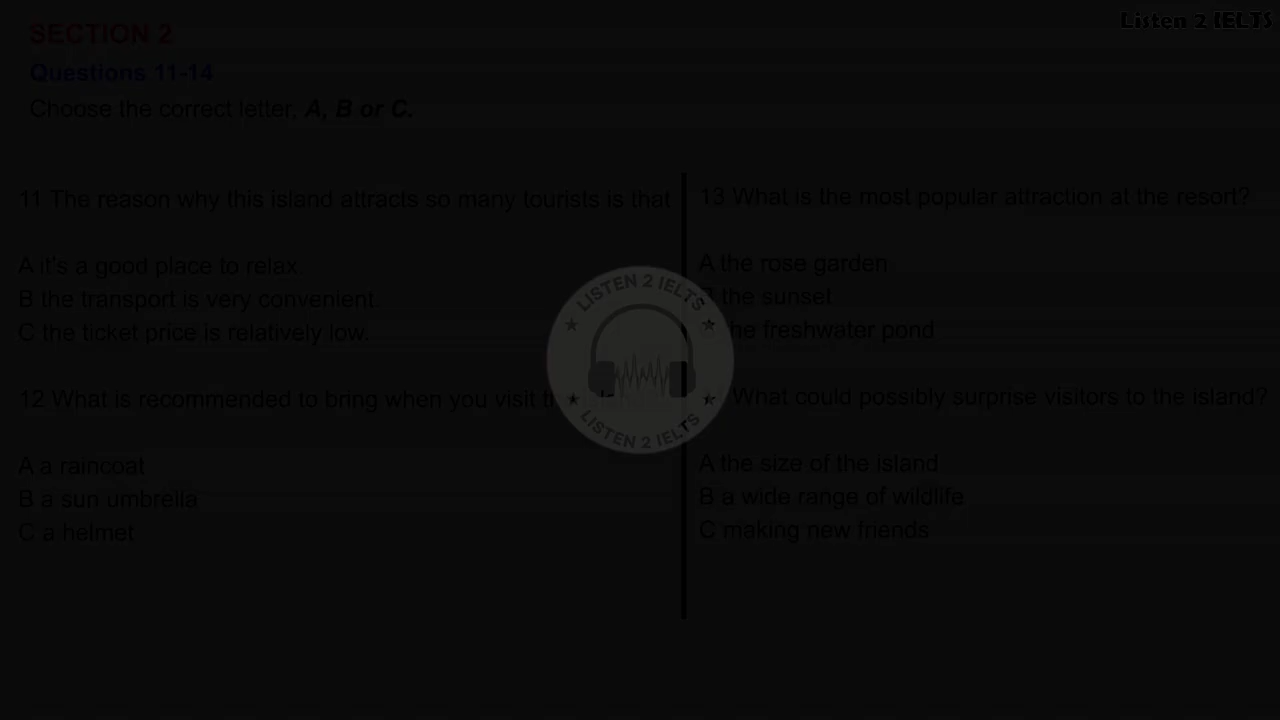 Listen 2 IELTS
SECTION 2
Questions 11-14
Choose the correct letter, A, B or C.
11 The reason why this island attracts so many tourists is that
A it's a good place to relax.
B the transport is very convenient.
C the ticket price is relatively low.
12 What is recommended to bring when you visit
A a raincoat
B a sun umbrella
C a helmet
13 What is the most popular attraction at the resort?
A the rose garden
the sunset
the freshwater pond
What could possibly surprise visitors to the island?
A the size of the island
B a wide range of wildlife
C making new friends
LISTEN 2 IELTS
LISTEN 2 IELTS